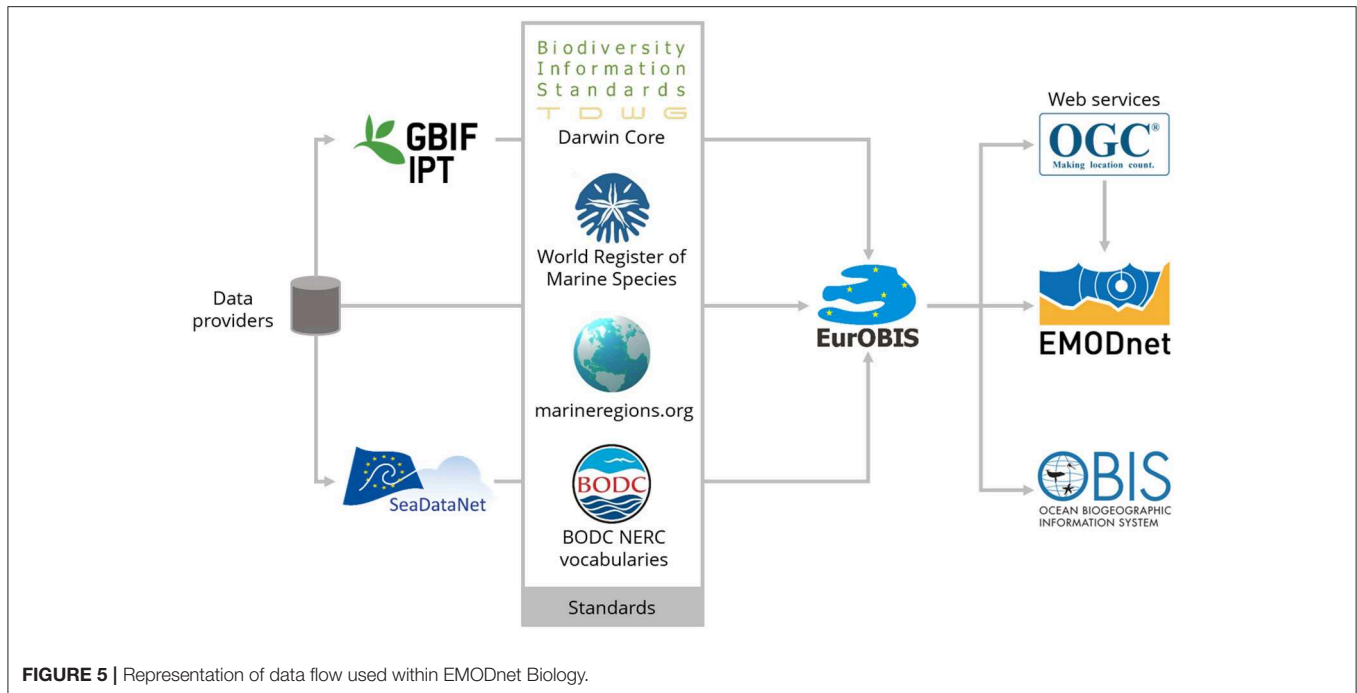 Data
providers
GBIF
IPT
SeaDataNet
Biodiversity
Information
Standards
TDWG
Darwin Core
World Register of
Marine Species
marineregions.org
BODC
BODC NERC
vocabularies
Standards
EurOBIS
Web services
OGC®
Making location count.
EMODnet
OBIS
OCEAN BIOGEOGRAPHIC
INFORMATION SYSTEM
FIGURE 5 | Representation of data flow used within EMODnet Biology.